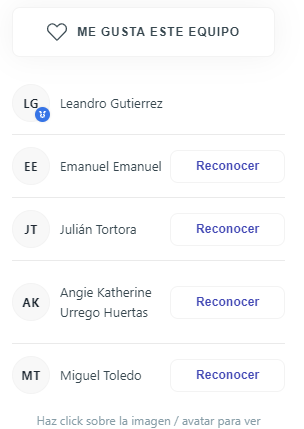 ME GUSTA ESTE EQUIPO
LG
Leandro Gutierrez
EE
Emanuel Emanuel
Reconocer
JT
Julián Tortora
Reconocer
AK
Angie Katherine
Urrego Huertas
Reconocer
MT
Miguel Toledo
Reconocer
Haz click sobre la imagen / avatar para ver